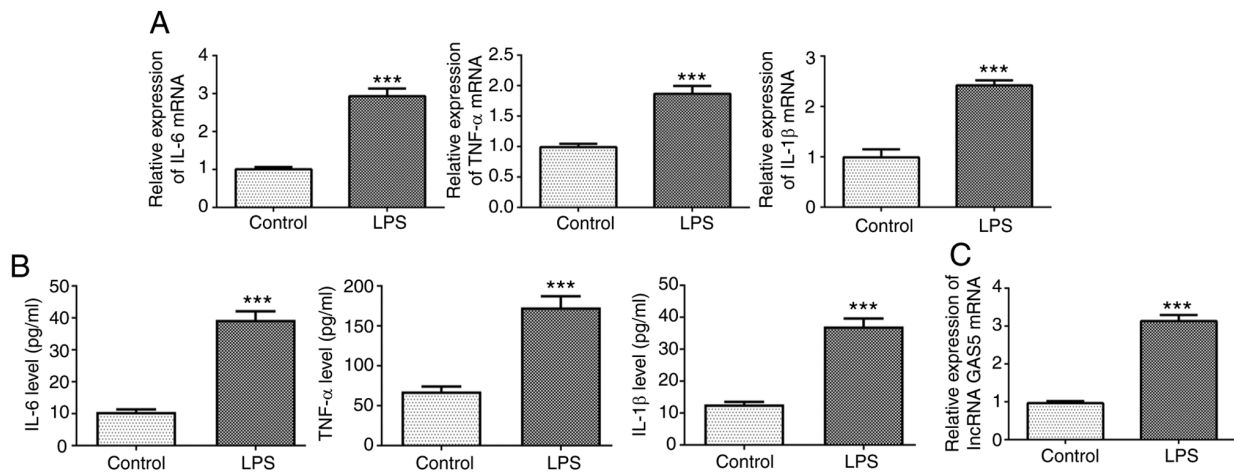 A
Relative expression
of IL-6 mRNA
4
3
2
1
0
***
Control
LPS
Relative expression
of TNF-α mRNA
2.5
2.0
1.5
1.0
0.5
0.0
***
Control
LPS
Relative expression
of IL-1β mRNA
3
2
1
0
***
Control
LPS
B
IL-6 level (pg/ml)
50
40
30
20
10
0
***
Control
LPS
TNF-α level (pg/ml)
200
150
100
50
0
***
Control
LPS
IL-1β level (pg/ml)
50
40
30
20
10
0
***
Control
LPS
C
Relative expression of
lncRNA GAS5 mRNA
4
3
2
1
0
***
Control
LPS